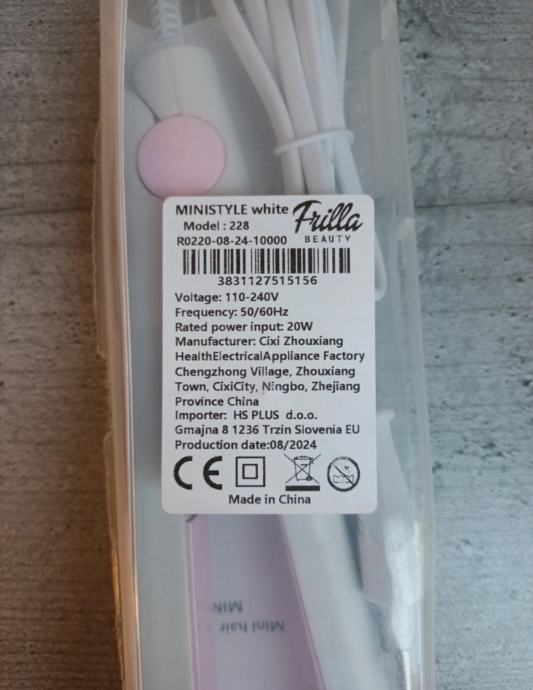 MINISTYLE white
Frilla
Model : 228
BEAUTY
R0220-08-24-10000
3831127515156
Voltage: 110-240V
Frequency: 50/60Hz
Rated power input: 20W
Manufacturer: Cixi Zhouxiang
HealthElectricalAppliance Factory
Chengzhong Village, Zhouxiang
Town, CixiCity, Ningbo, Zhejiang
Province China
Importer: HS PLUS d.o.o.
Gmajna 8 1236 Trzin Slovenia EU
Production date:08/2024
CE
Made in China
Mini hair